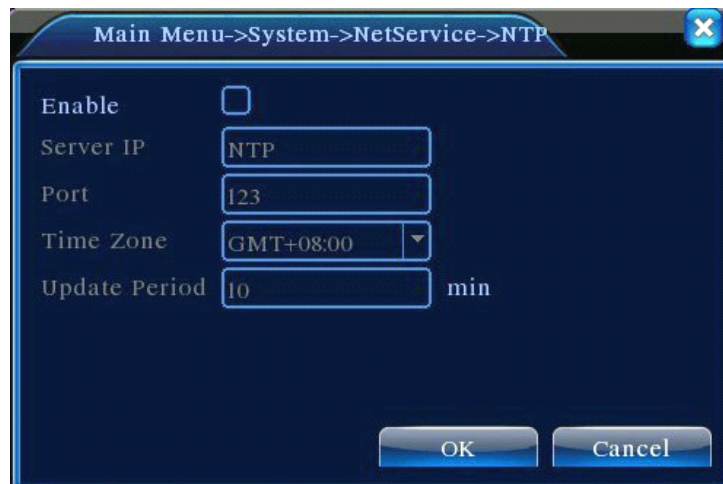 Main Menu->System->NetService->NTP
Enable
Server IP NTP
Port 123
Time Zone GMT+08:00
Update Period 10 min
OK Cancel